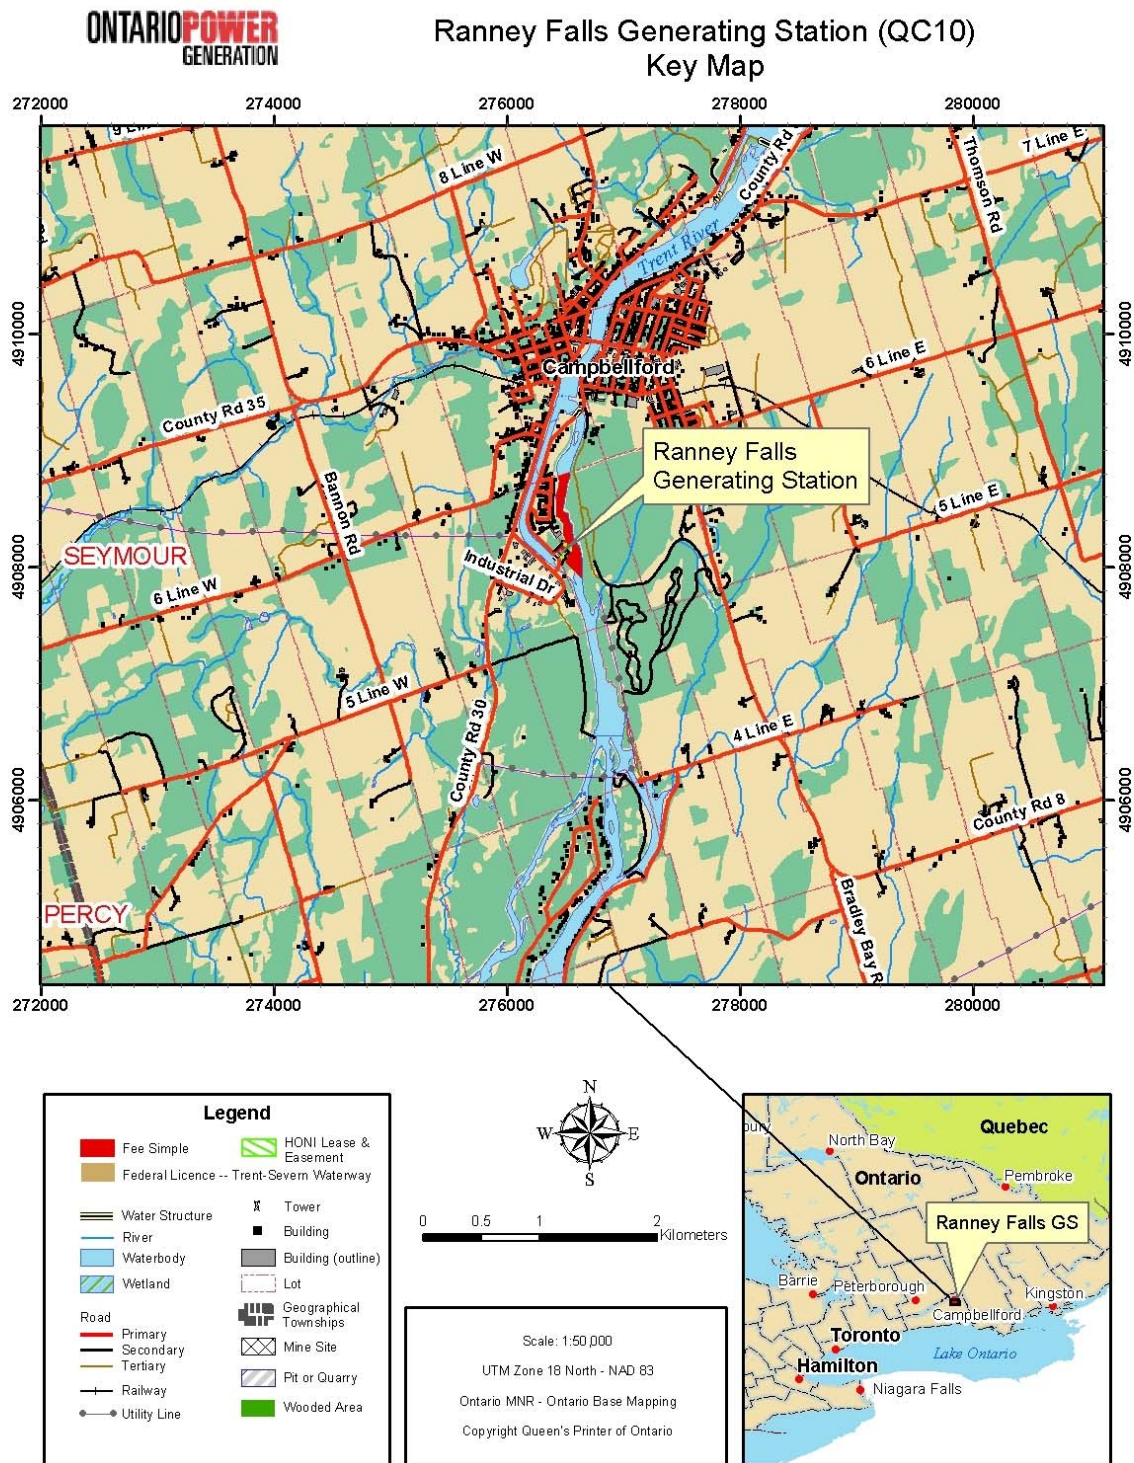 ONTARIOPOWER
GENERATION
Ranney Falls Generating Station (QC10)
Key Map
272000
274000
276000
278000
280000
8 Line W
County Rd
Thomson Rd
7 Line E
Trent River
4910000
4910000
Campbellford
6 Line E
County Rd 35
Ranney Falls
Generating Station
Bannon Rd
5 Line E
SEYMOUR
4908000
4908000
Industrial Dr
6 Line W
5 Line W
County Rd 30
4 Line E
4906000
4906000
County Rd 8
PERCY
Bradley Bay R
272000
274000
276000
278000
280000
Legend
Fee Simple
HONI Lease &
Easement
Federal Licence -- Trent-Severn Waterway
Water Structure
River
Waterbody
Wetland
Road
Primary
Secondary
Tertiary
Railway
Utility Line
Tower
Building
Building (outline)
Lot
Geographical
Townships
Mine Site
Pit or Quarry
Wooded Area
N
W
E
S
0
0.5
1
2
Kilometers
Scale: 1:50,000
UTM Zone 18 North - NAD 83
Ontario MNR - Ontario Base Mapping
Copyright Queen's Printer of Ontario
bury
North Bay
Quebec
Ontario
Pembroke
Ranney Falls GS
Barrie
Peterborough
Kingston
Campbellford
Toronto
Lake Ontario
Hamilton
Niagara Falls